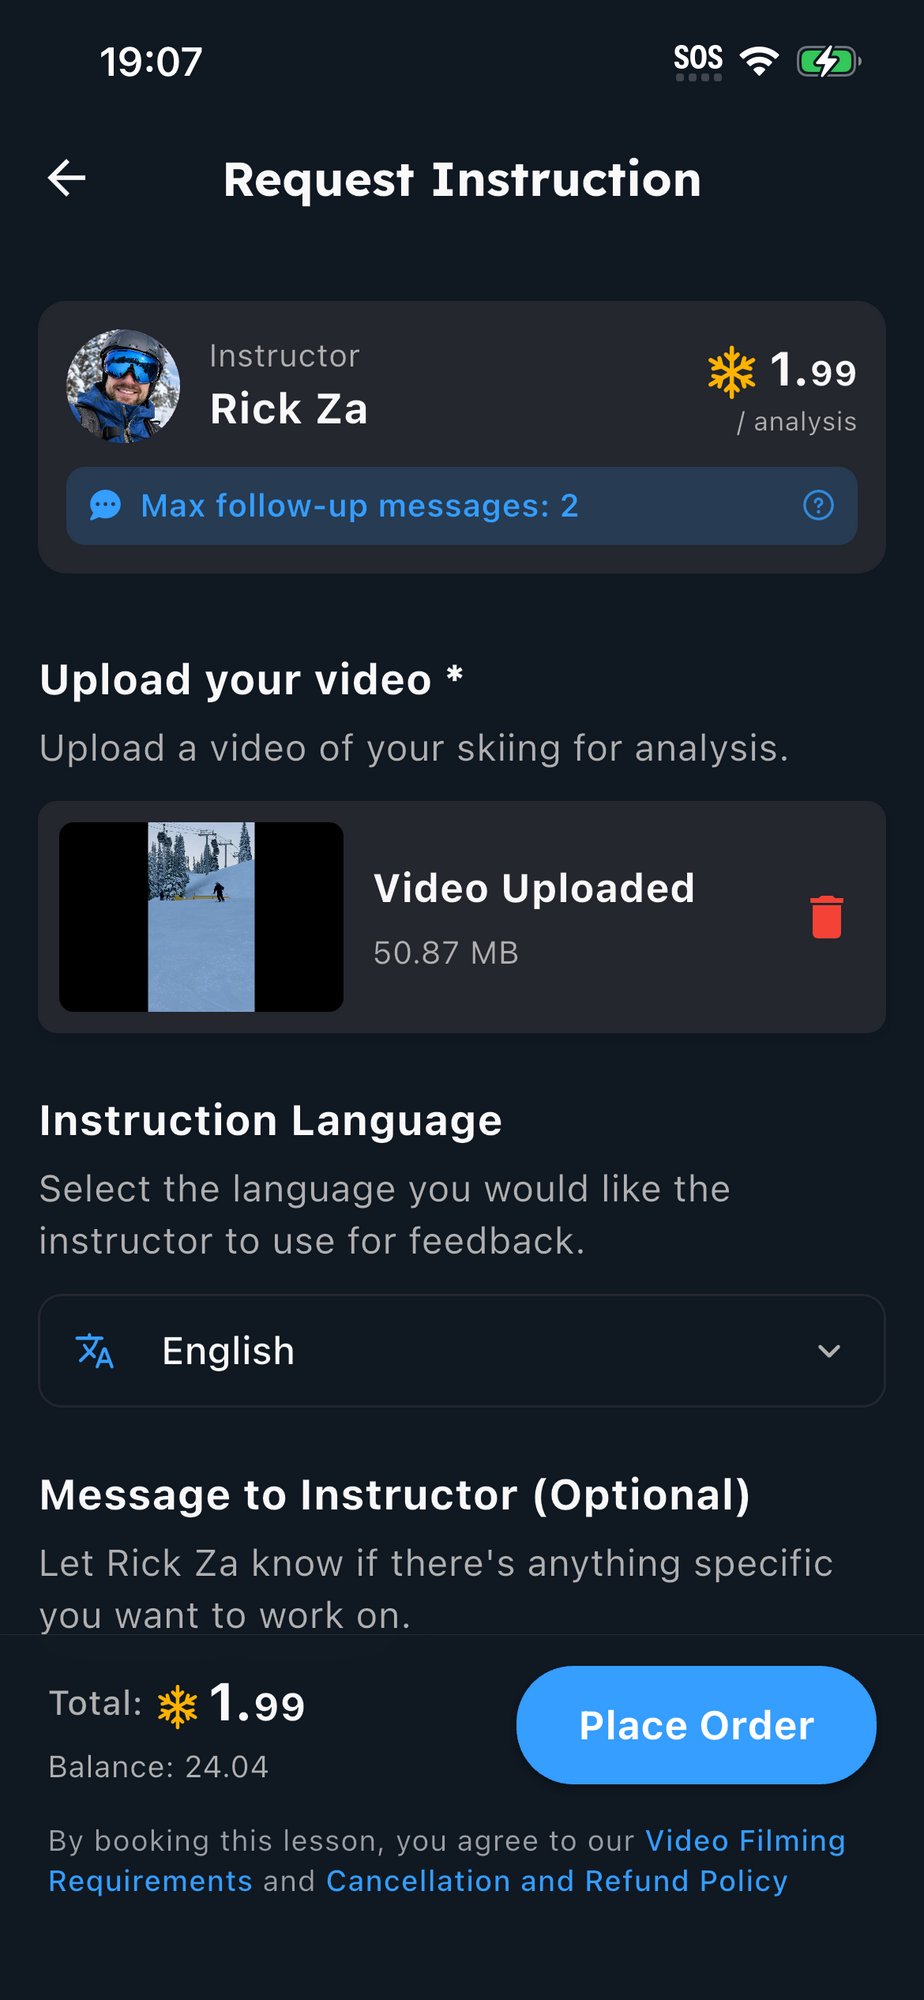 19:07
SOS
Request Instruction
Instructor
Rick Za
1.99
/ analysis
Max follow-up messages: 2
?
Upload your video *
Upload a video of your skiing for analysis.
Video Uploaded
50.87 MB
Instruction Language
Select the language you would like the
instructor to use for feedback.
English
Message to Instructor (Optional)
Let Rick Za know if there's anything specific
you want to work on.
Total: 1.99
Balance: 24.04
Place Order
By booking this lesson, you agree to our Video Filming
Requirements and Cancellation and Refund Policy